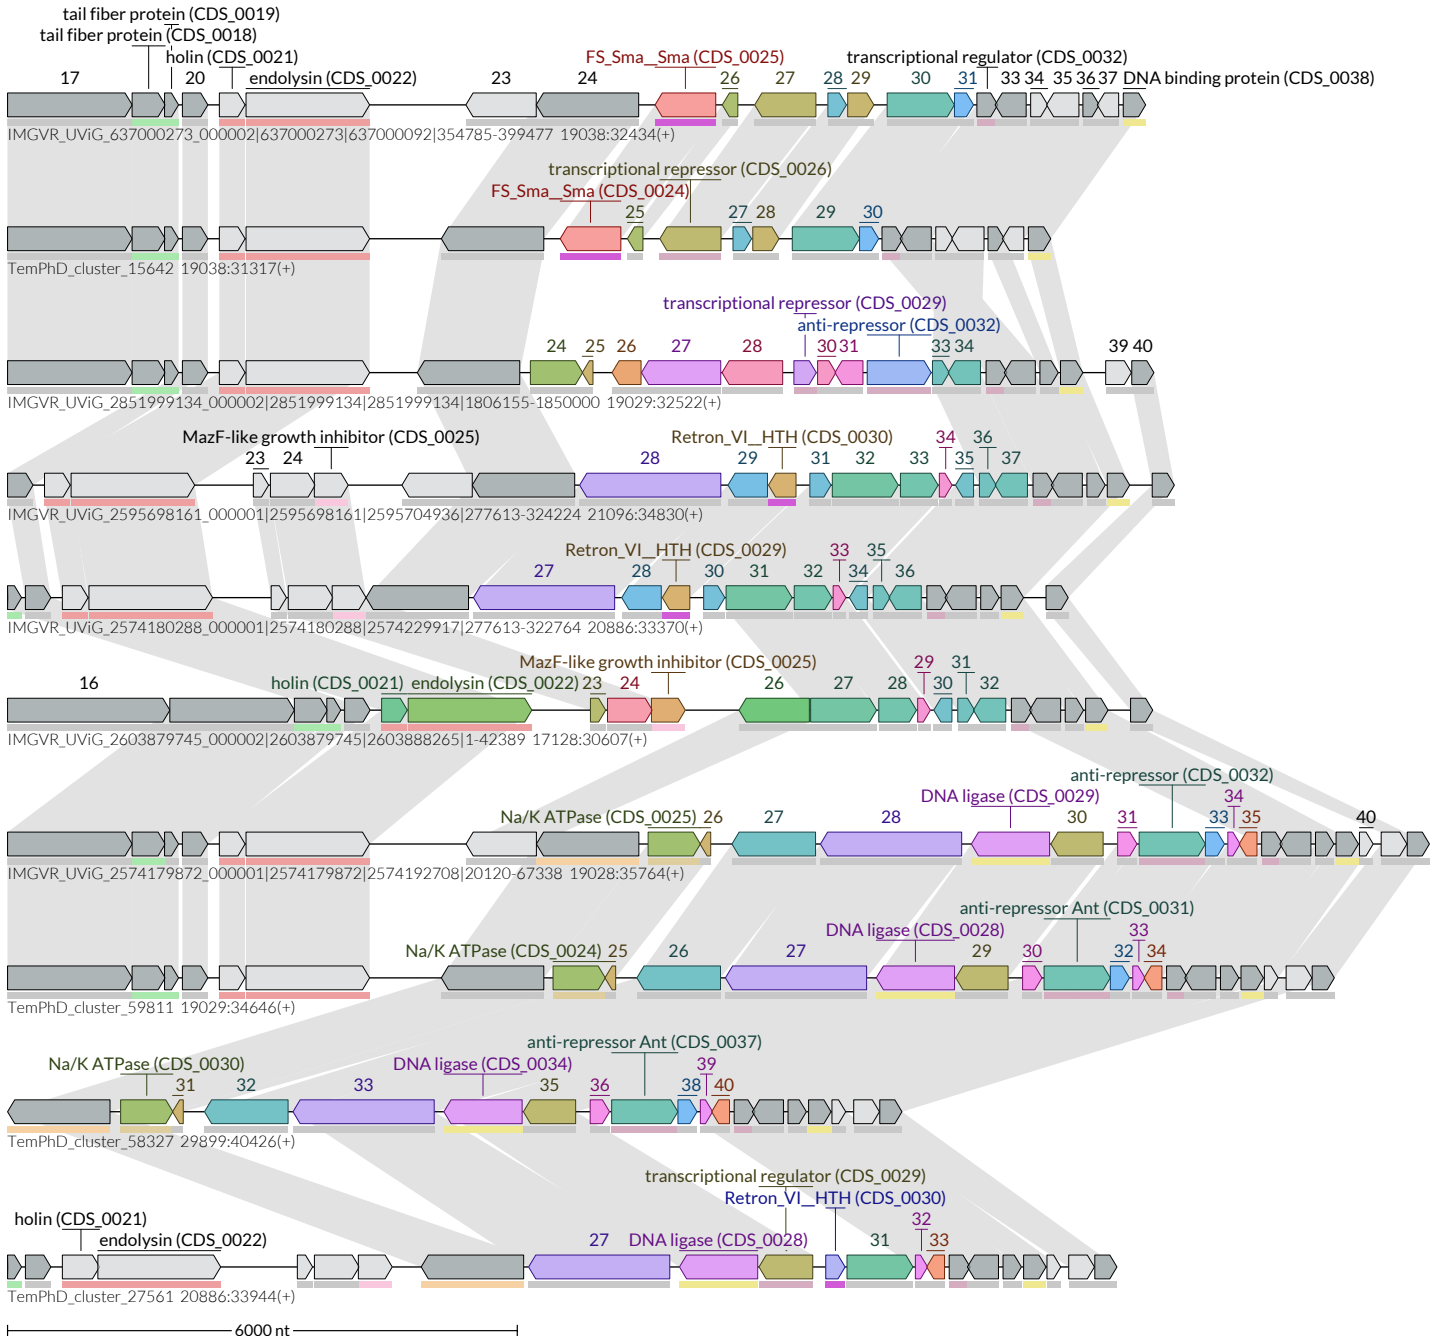 tail fiber protein (CDS_0019)
tail fiber protein (CDS_0018)
holin (CDS_0021) FS_Sma__Sma (CDS_0025) transcriptional regulator (CDS_0032)
17 20 endolysin (CDS_0022) 23 24 26 27 28 29 30 31 33 34 35 36 37 DNA binding protein (CDS_0038)
IMGVR_UViG_637000273_000002|637000273|637000092|354785-399477 19038:32434(+)
transcriptional repressor (CDS_0026)
FS_Sma__Sma (CDS_0024)
25 27 28 29 30
TemPhD_cluster_15642 19038:31317(+)
transcriptional repressor (CDS_0029)
anti-repressor (CDS_0032)
24 25 26 27 28 30 31 33 34 39 40
IMGVR_UViG_2851999134_000002|2851999134|2851999134|1806155-1850000 19029:32522(+)
MazF-like growth inhibitor (CDS_0025) Retron_VI__HTH (CDS_0030) 34 36
23 24 28 29 31 32 33 35 37
IMGVR_UViG_2595698161_000001|2595698161|2595704936|277613-324224 21096:34830(+)
Retron_VI__HTH (CDS_0029) 33 35
27 28 30 31 32 34 36
IMGVR_UViG_2574180288_000001|2574180288|2574229917|277613-322764 20886:33370(+)
MazF-like growth inhibitor (CDS_0025) 29 31
16 holin (CDS_0021) endolysin (CDS_0022) 23 24 26 27 28 30 32
IMGVR_UViG_2603879745_000002|2603879745|2603888265|1-42389 17128:30607(+)
anti-repressor (CDS_0032)
DNA ligase (CDS_0029) 34
Na/K ATPase (CDS_0025) 26 27 28 30 31 33 35 40
IMGVR_UViG_2574179872_000001|2574179872|2574192708|20120-67338 19028:35764(+)
anti-repressor Ant (CDS_0031)
DNA ligase (CDS_0028) 33
Na/K ATPase (CDS_0024) 25 26 27 29 30 32 34
TemPhD_cluster_59811 19029:34646(+)
anti-repressor Ant (CDS_0037)
Na/K ATPase (CDS_0030) DNA ligase (CDS_0034) 39
31 32 33 35 36 38 40
TemPhD_cluster_58327 29899:40426(+)
transcriptional regulator (CDS_0029)
Retron_VI__HTH (CDS_0030)
holin (CDS_0021) 32
endolysin (CDS_0022) 27 DNA ligase (CDS_0028) 31 33
TemPhD_cluster_27561 20886:33944(+)
6000 nt